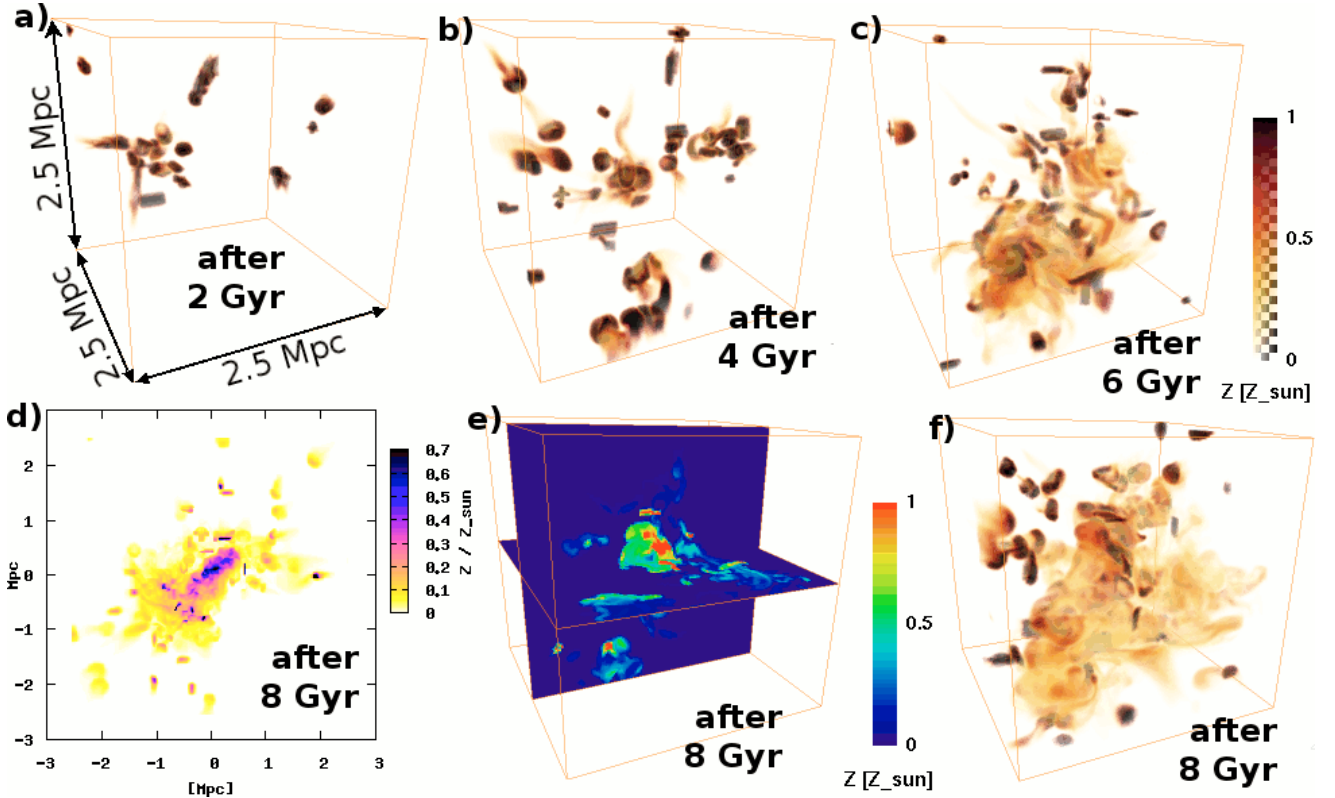 a)
2.5 Mpc
2.5 Mpc
2.5 Mpc
after
2 Gyr
b)
after
4 Gyr
c)
after
6 Gyr
1
0.5
0
Z [Z_sun]
d)
2
1
0
-1
-2
-3
Mpc
-3 -2 -1 0 1 2 3
[Mpc]
after
8 Gyr
0.7
0.6
0.5
0.4
0.3
0.2
0.1
0
Z / Z_sun
e)
after
8 Gyr
1
0.5
0
Z [Z_sun]
f)
after
8 Gyr